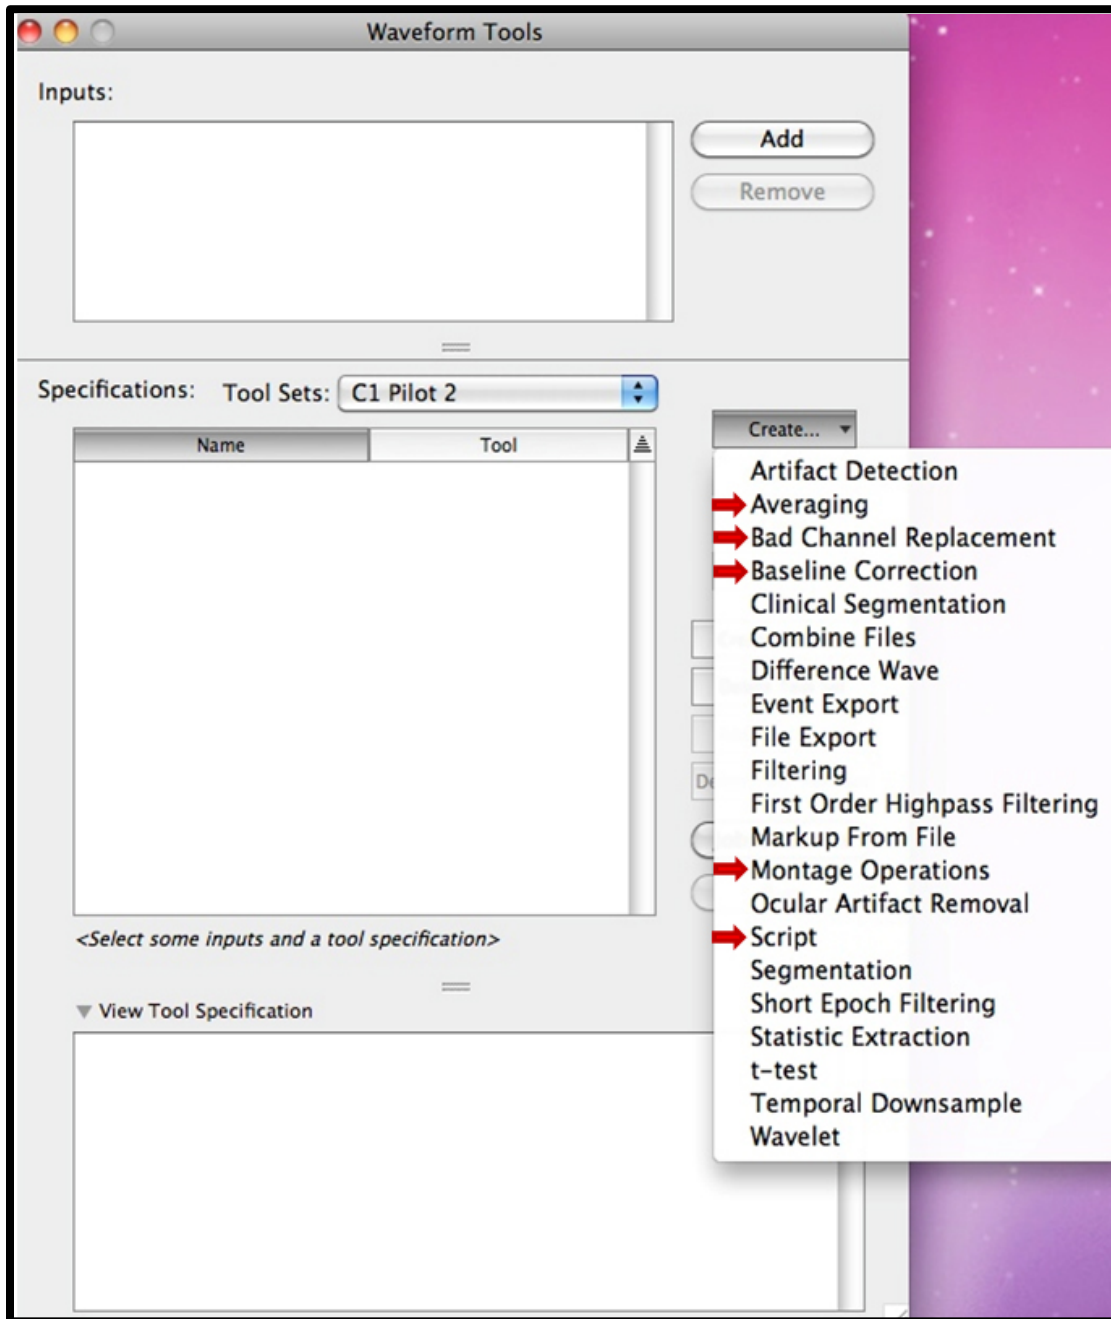 Waveform Tools
Inputs:
Add
Remove
Specifications: Tool Sets: C1 Pilot 2
Name Tool
Create...
Artifact Detection
Averaging
Bad Channel Replacement
Baseline Correction
Clinical Segmentation
Combine Files
Difference Wave
Event Export
File Export
Filtering
First Order Highpass Filtering
Markup From File
Montage Operations
Ocular Artifact Removal
Script
Segmentation
Short Epoch Filtering
Statistic Extraction
t-test
Temporal Downsample
Wavelet
<Select some inputs and a tool specification>
View Tool Specification